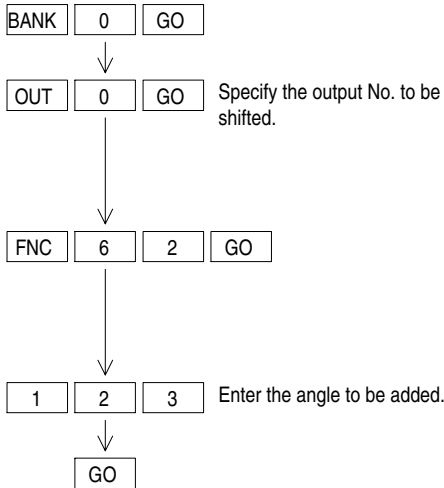 BANK 0 GO
OUT 0 GO Specify the output No. to be
shifted.
FNC 6 2 GO
1 2 3 Enter the angle to be added.
GO